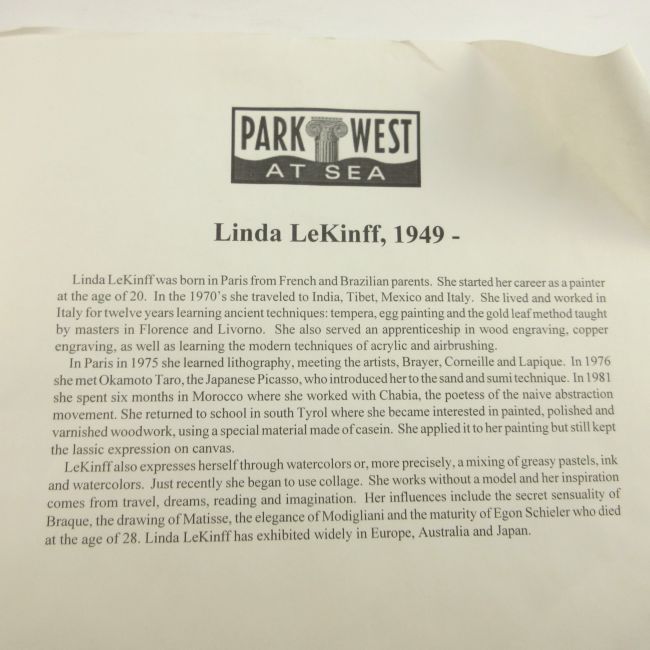 PARK WEST
AT SEA
Linda LeKinff, 1949 -
Linda LeKinff was born in Paris from French and Brazilian parents. She started her career as a painter
at the age of 20. In the 1970's she traveled to India, Tibet, Mexico and Italy. She lived and worked in
Italy for twelve years learning ancient techniques: tempera, egg painting and the gold leaf method taught
by masters in Florence and Livorno. She also served an apprenticeship in wood engraving, copper
engraving, as well as learning the modern techniques of acrylic and airbrushing.
In Paris in 1975 she learned lithography, meeting the artists, Brayer, Corneille and Lapique. In 1976
she met Okamoto Taro, the Japanese Picasso, who introduced her to the sand and sumi technique. In 1981
she spent six months in Morocco where she worked with Chabia, the poetess of the naive abstraction
movement. She returned to school in south Tyrol where she became interested in painted, polished and
varnished woodwork, using a special material made of casein. She applied it to her painting but still kept
the lassic expression on canvas.
LeKinff also expresses herself through watercolors or, more precisely, a mixing of greasy pastels, ink
and watercolors. Just recently she began to use collage. She works without a model and her inspiration
comes from travel, dreams, reading and imagination. Her influences include the secret sensuality of
Braque, the drawing of Matisse, the elegance of Modigliani and the maturity of Egon Schieler who died
at the age of 28. Linda LeKinff has exhibited widely in Europe, Australia and Japan.